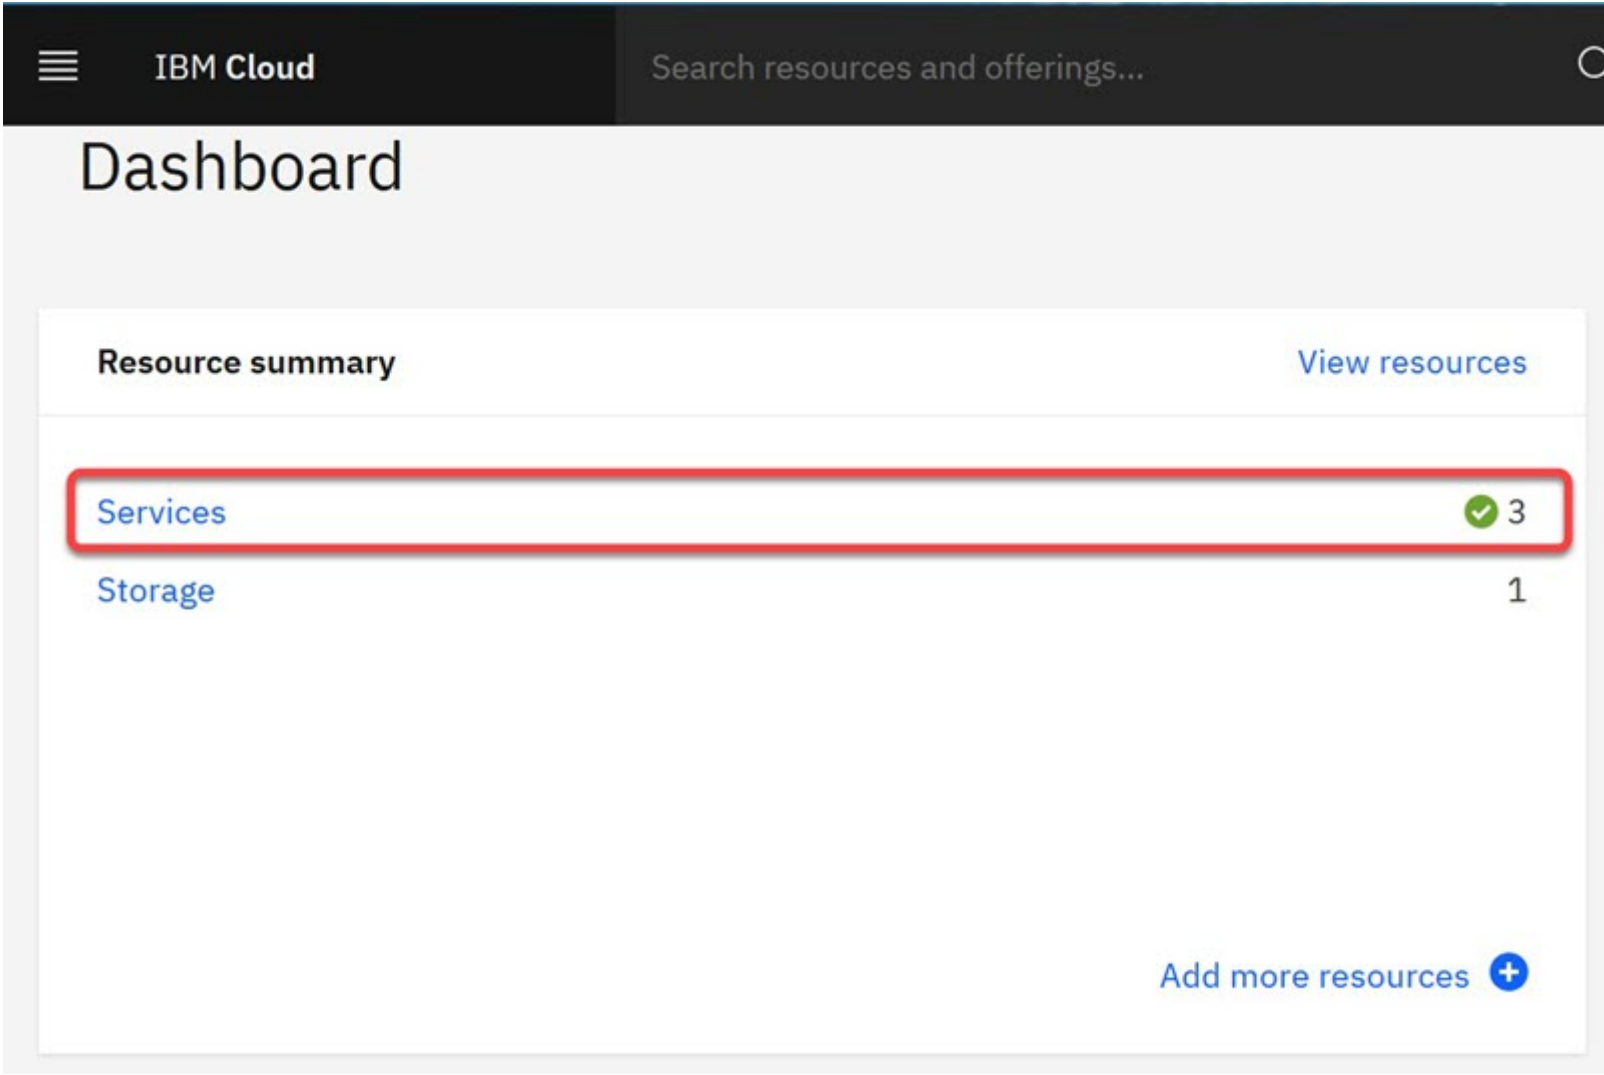 IBM Cloud Search resources and offerings...
Dashboard
Resource summary View resources
Services 3
Storage 1
Add more resources